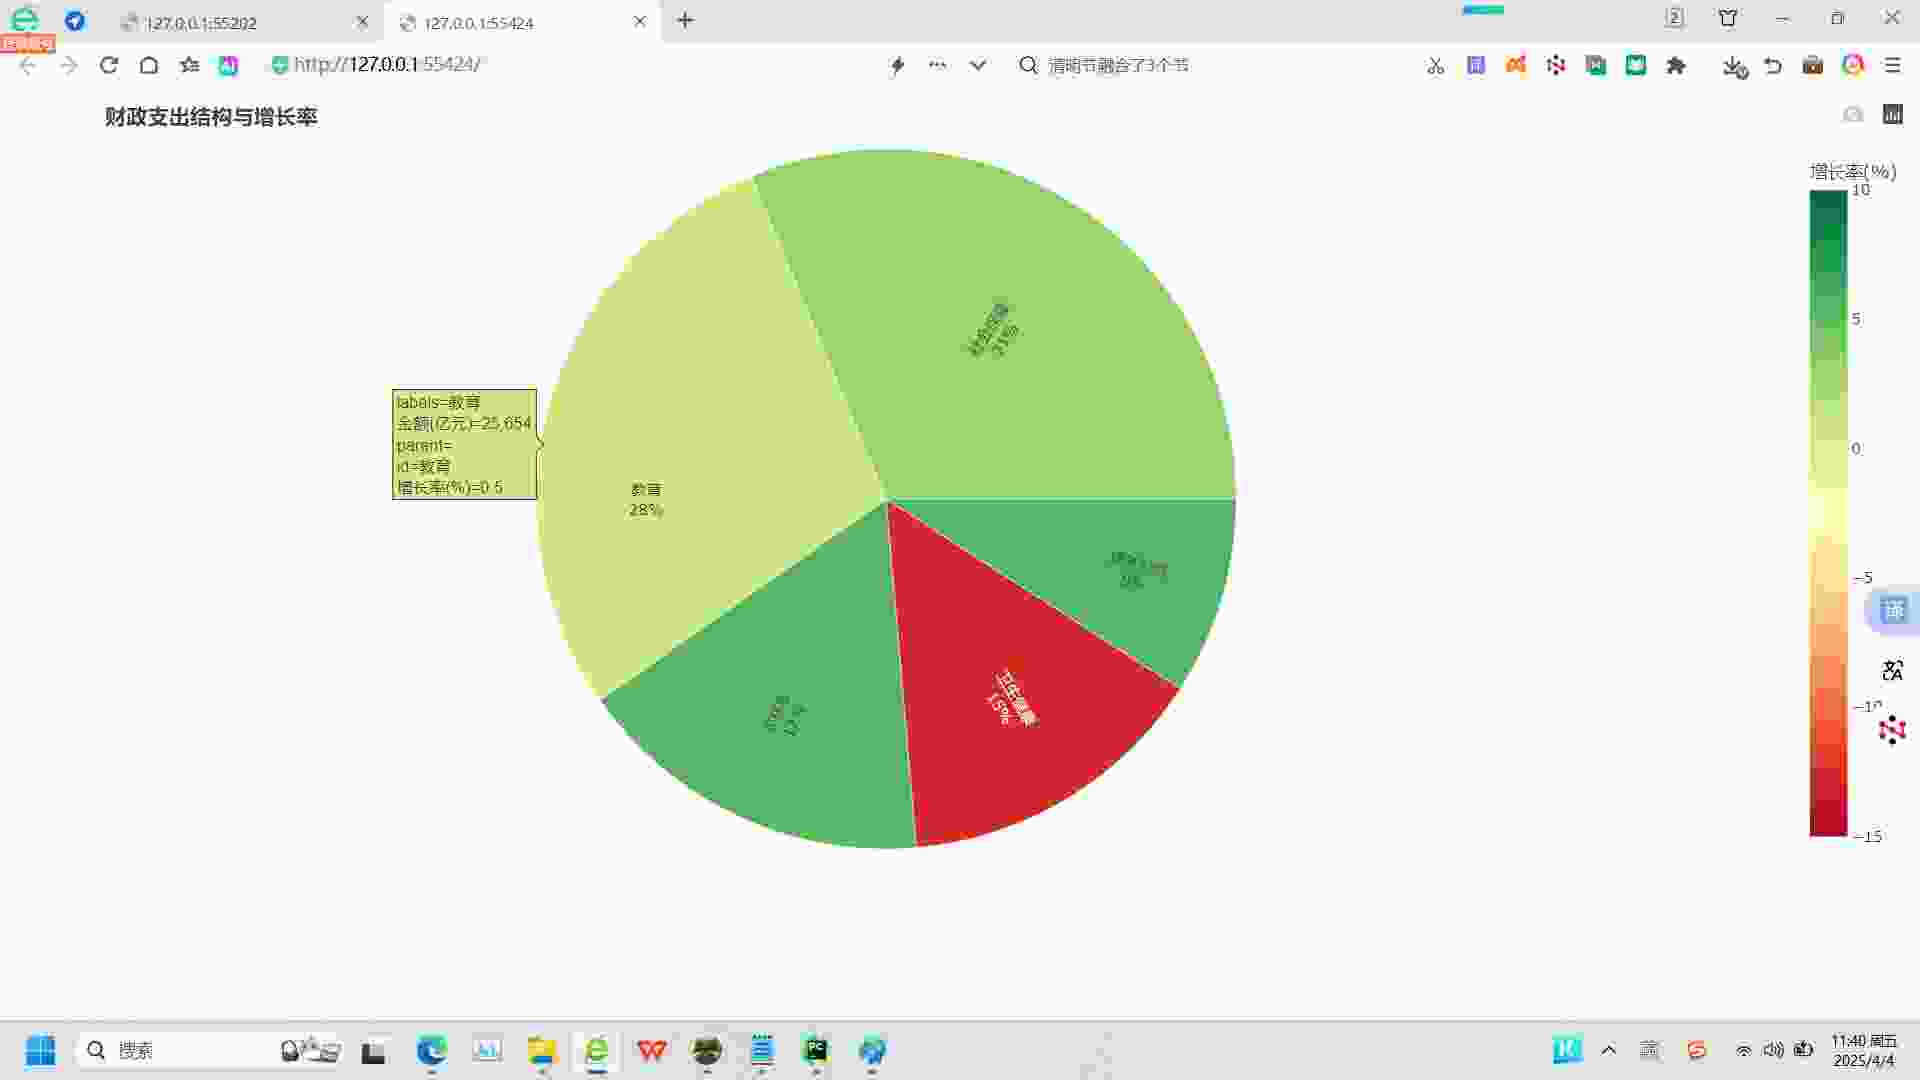 127.0.0.1:55202
127.0.0.1:55424
2
http://127.0.0.1:55424/
清明节融合了3个节
财政支出结构与增长率
增长率(%)
10
5
0
−5
−10
−15
31%
labels=教育
金额(亿元)=25,654
parent=
id=教育
增长率(%)=0.5
教育
28%
卫生健康
15%
12%
9%
译
搜索
11:40 周五
2025/4/4